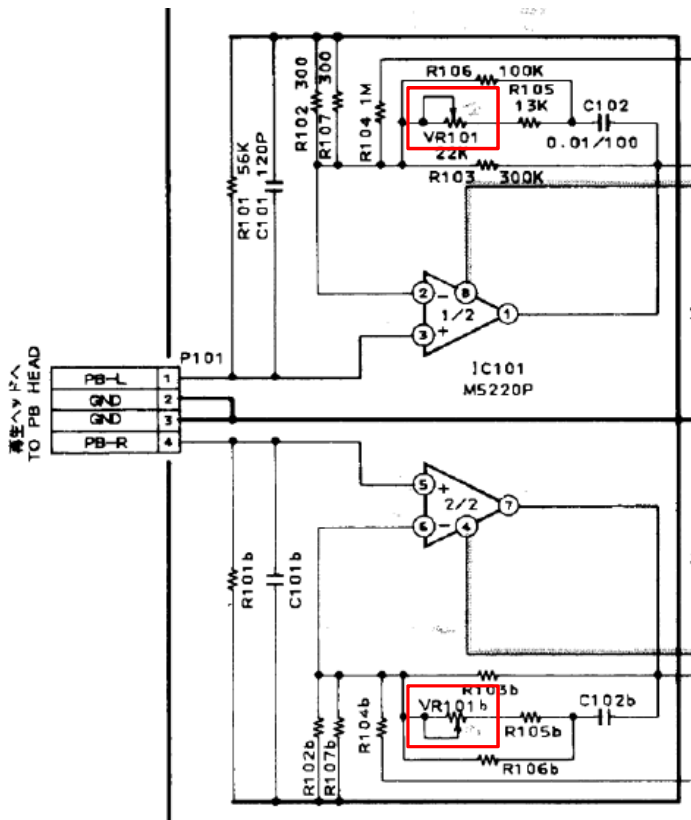 R102 300
R107 300
R104 1M
R106 100K
R105
13K
C102
0.01/100
VR101
22K
R103 300K
R101 56K
C101 120P
2
−
8
1/2
1
3
+
IC101
M5220P
P101
再生ヘッドへ
TO PB HEAD
PB-L 1
GND 2
GND 3
PB-R 4
5
+
2/2
7
6
−
4
R101b
C101b
R103b
VR101b
C102b
R105b
R106b
R102b
R107b
R104b